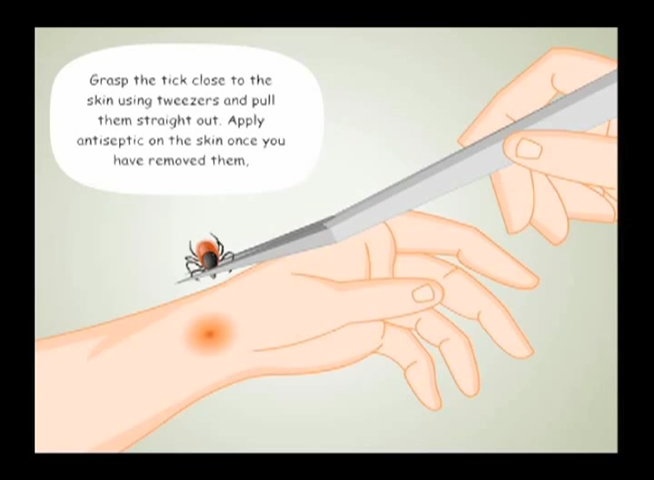 Grasp the tick close to the
skin using tweezers and pull
them straight out. Apply
antiseptic on the skin once you
have removed them,